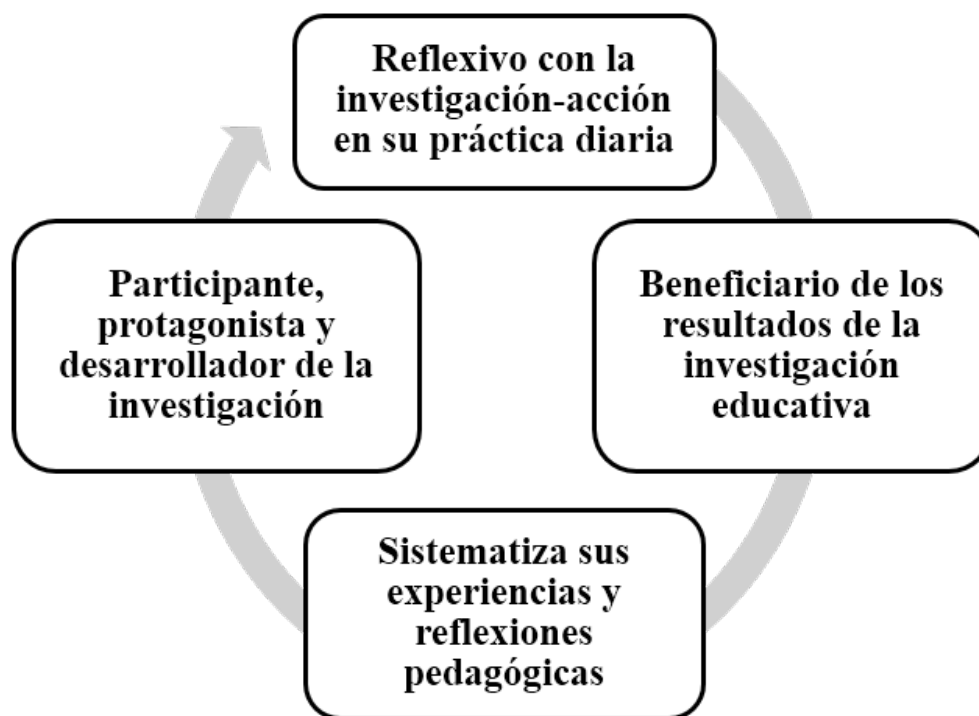 Reflexivo con la
investigación-acción
en su práctica diaria
Beneficiario de los
resultados de la
investigación
educativa
Sistematiza sus
experiencias y
reflexiones
pedagógicas
Participante,
protagonista y
desarrollador de la
investigación